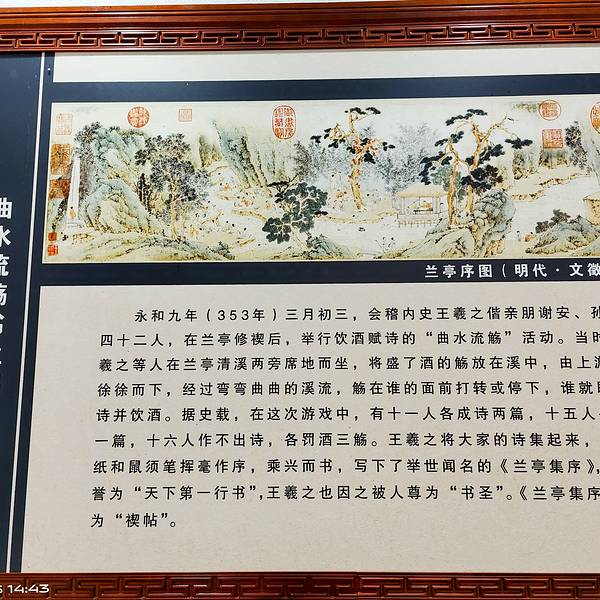 曲水流觞
兰亭序图（明代·文徵
永和九年（353年）三月初三，会稽内史王羲之偕亲朋谢安、孙
四十二人，在兰亭修禊后，举行饮酒赋诗的“曲水流觞”活动。当时
羲之等人在兰亭清溪两旁席地而坐，将盛了酒的觞放在溪中，由上游
徐徐而下，经过弯弯曲曲的溪流，觞在谁的面前打转或停下，谁就即
诗并饮酒。据史载，在这次游戏中，有十一人各成诗两篇，十五人
一篇，十六人作不出诗，各罚酒三觞。王羲之将大家的诗集起来，
纸和鼠须笔挥毫作序，乘兴而书，写下了举世闻名的《兰亭集序》，
誉为“天下第一行书”，王羲之也因之被人尊为“书圣”。《兰亭集序
为“禊帖”。
14:43